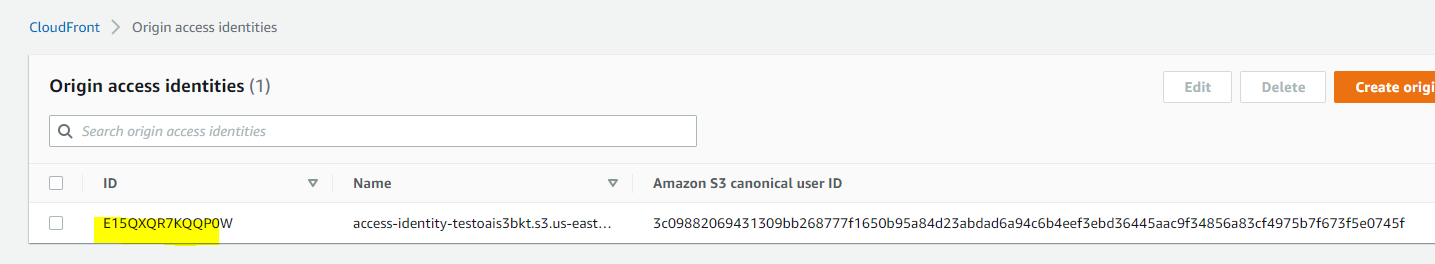 CloudFront > Origin access identities
Origin access identities (1)
Edit
Delete
Create origi
Search origin access identities
ID Name Amazon S3 canonical user ID
E15QXQR7KQQP0W access-identity-testoais3bkt.s3.us-east... 3c09882069431309bb268777f1650b95a84d23abdad6a94c6b4eef3ebd36445aac9f34856a83cf4975b7f673f5e0745f